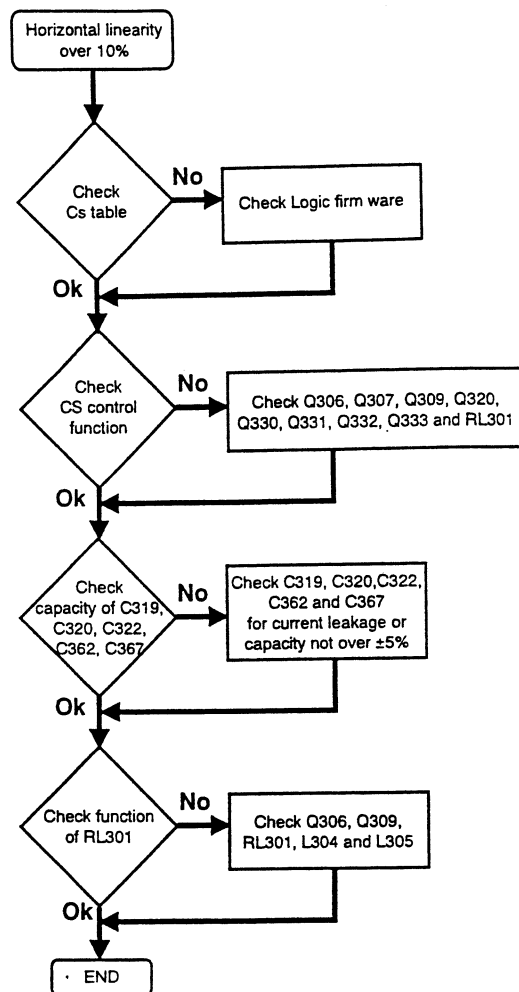 Horizontal linearity
over 10%
Check
Cs table
No
Check Logic firm ware
Ok
Check
CS control
function
No
Check Q306, Q307, Q309, Q320,
Q330, Q331, Q332, Q333 and RL301
Ok
Check
capacity of C319,
C320, C322,
C362, C367
No
Check C319, C320,C322,
C362 and C367
for current leakage or
capacity not over ±5%
Ok
Check function
of RL301
No
Check Q306, Q309,
RL301, L304 and L305
Ok
END